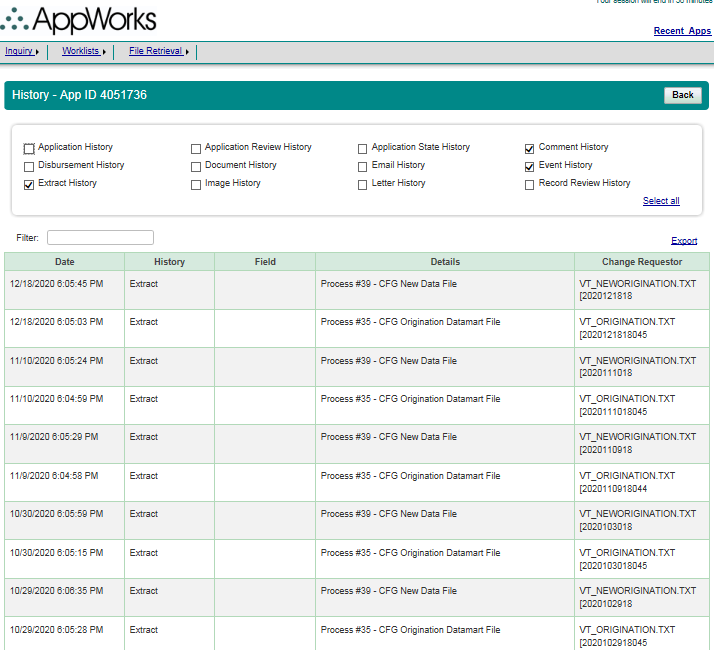 Your session will end in 30 minutes
AppWorks
Recent Apps
Inquiry Worklists File Retrieval
History - App ID 4051736 Back
Application History Application Review History Application State History Comment History
Disbursement History Document History Email History Event History
Extract History Image History Letter History Record Review History
Select all
Filter:
Export
Date History Field Details Change Requestor
12/18/2020 6:05:45 PM Extract Process #39 - CFG New Data File VT_NEWORIGINATION.TXT
[2020121818
12/18/2020 6:05:03 PM Extract Process #35 - CFG Origination Datamart File VT_ORIGINATION.TXT
[2020121818045
11/10/2020 6:05:24 PM Extract Process #39 - CFG New Data File VT_NEWORIGINATION.TXT
[2020111018
11/10/2020 6:04:59 PM Extract Process #35 - CFG Origination Datamart File VT_ORIGINATION.TXT
[2020111018045
11/9/2020 6:05:29 PM Extract Process #39 - CFG New Data File VT_NEWORIGINATION.TXT
[2020110918
11/9/2020 6:04:58 PM Extract Process #35 - CFG Origination Datamart File VT_ORIGINATION.TXT
[2020110918044
10/30/2020 6:05:59 PM Extract Process #39 - CFG New Data File VT_NEWORIGINATION.TXT
[2020103018
10/30/2020 6:05:15 PM Extract Process #35 - CFG Origination Datamart File VT_ORIGINATION.TXT
[2020103018045
10/29/2020 6:06:35 PM Extract Process #39 - CFG New Data File VT_NEWORIGINATION.TXT
[2020102918
10/29/2020 6:05:28 PM Extract Process #35 - CFG Origination Datamart File VT_ORIGINATION.TXT
[2020102918045